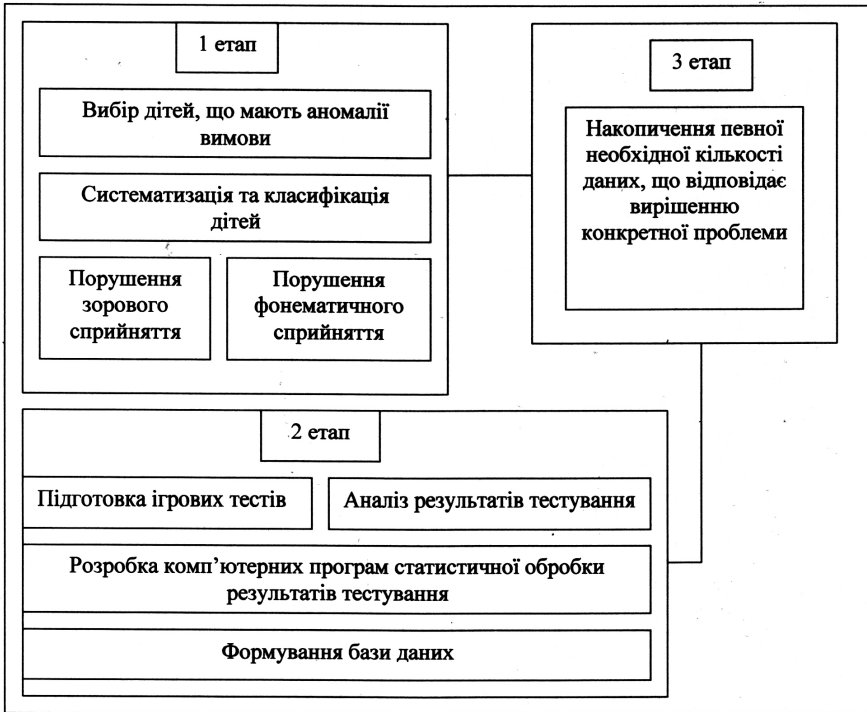 1 етап
Вибір дітей, що мають аномалії
вимови
Систематизація та класифікація
дітей
Порушення
зорового
сприйняття
Порушення
фонематичного
сприйняття
3 етап
Накопичення певної
необхідної кількості
даних, що відповідає
вирішенню
конкретної проблеми
2 етап
Підготовка ігрових тестів
Аналіз результатів тестування
Розробка комп’ютерних програм статистичної обробки
результатів тестування
Формування бази даних